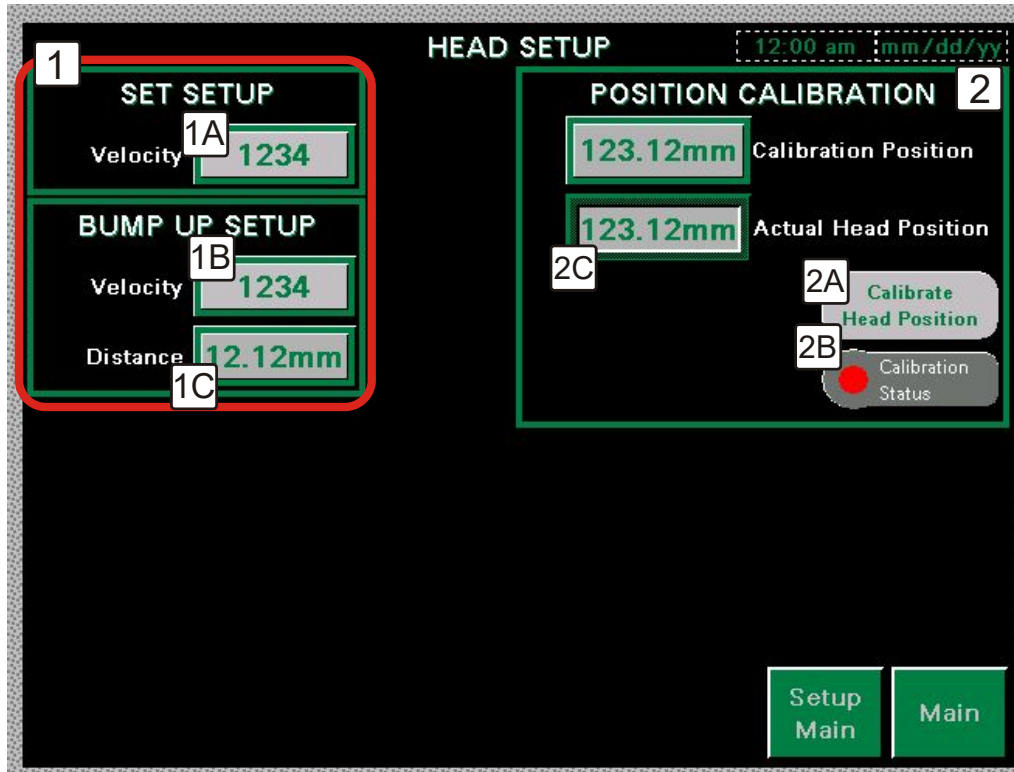 HEAD SETUP
12:00 am mm/dd/yy
1
SET SETUP
1A
Velocity 1234
BUMP UP SETUP
1B
Velocity 1234
Distance 12.12mm
1C
POSITION CALIBRATION 2
123.12mm Calibration Position
123.12mm Actual Head Position
2C
2A
Calibrate
Head Position
2B
Calibration
Status
Setup
Main
Main